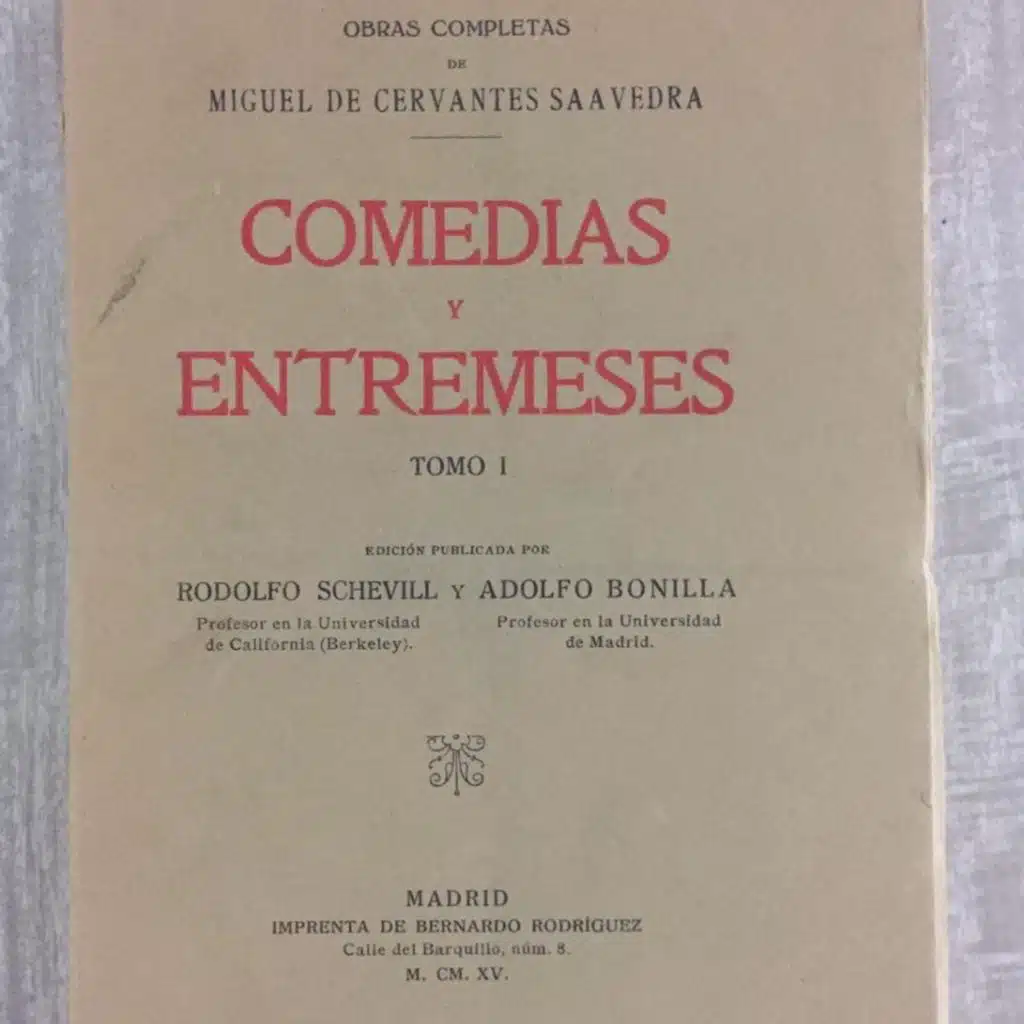 OBRAS COMPLETAS
DE
MIGUEL DE CERVANTES SAAVEDRA
COMEDIAS
Y
ENTREMESES
TOMO I
EDICIÓN PUBLICADA POR
RODOLFO SCHEVILL Y ADOLFO BONILLA
Profesor en la Universidad Profesor en la Universidad
de California (Berkeley). de Madrid.
MADRID
IMPRENTA DE BERNARDO RODRÍGUEZ
Calle del Barquillo, núm. 8.
M. CM. XV.